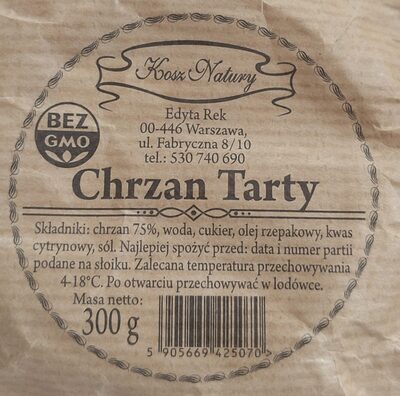 Kosz Natury
BEZ
GMO
Edyta Rek
00-446 Warszawa,
ul. Fabryczna 8/10
tel.: 530 740 690
Chrzan Tarty
Składniki: chrzan 75%, woda, cukier, olej rzepakowy, kwas
cytrynowy, sól. Najlepiej spożyć przed: data i numer partii
podane na słoiku. Zalecana temperatura przechowywania
4-18°C. Po otwarciu przechowywać w lodówce.
Masa netto:
300 g
5 905669 425070 >